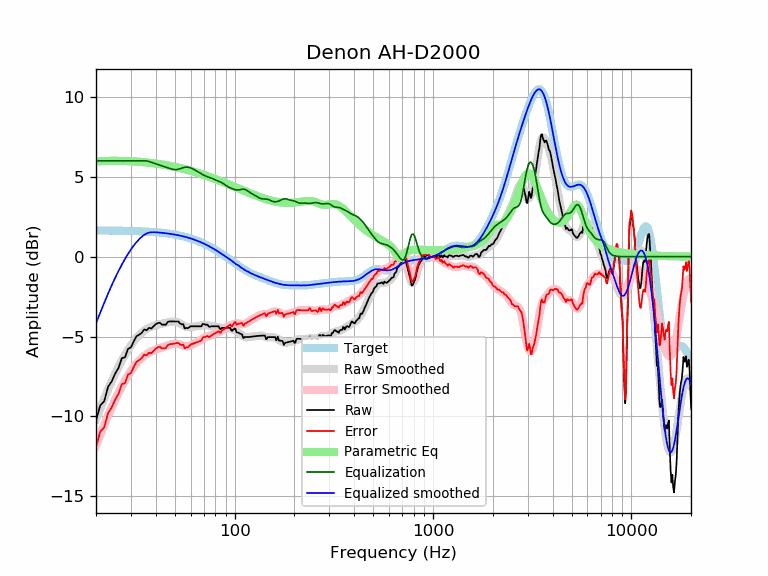 Denon AH-D2000
Amplitude (dBr)
10
5
0
−5
−10
−15
Target
Raw Smoothed
Error Smoothed
Raw
Error
Parametric Eq
Equalization
Equalized smoothed
100
1000
10000
Frequency (Hz)